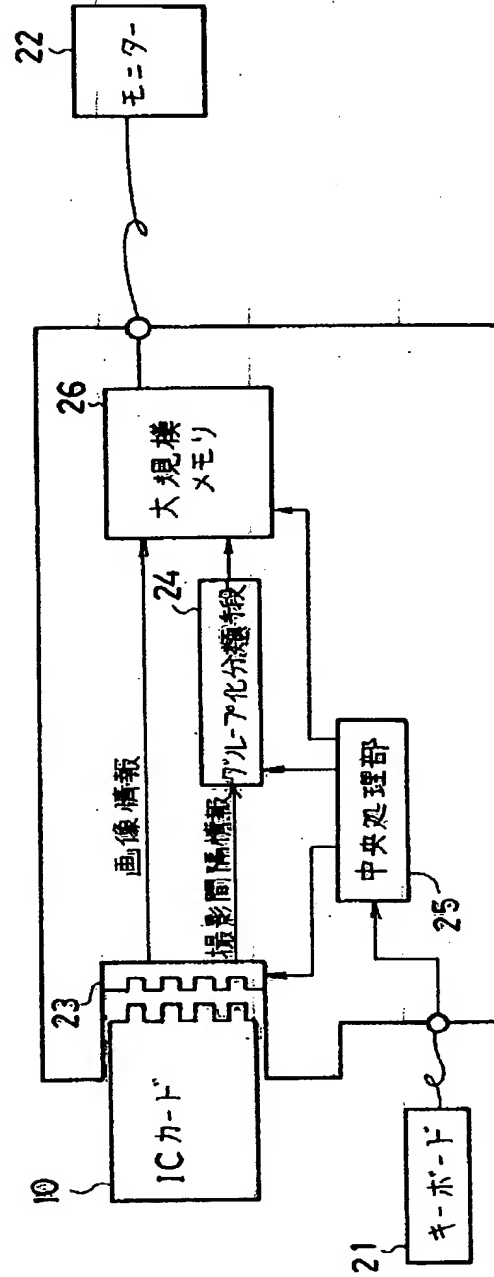 10
ICカード
23
画像情報
撮影間隔情報
24
グループ化分類手段
26
大規模
メモリ
22
モニター
中央処理部
25
21
キーボード